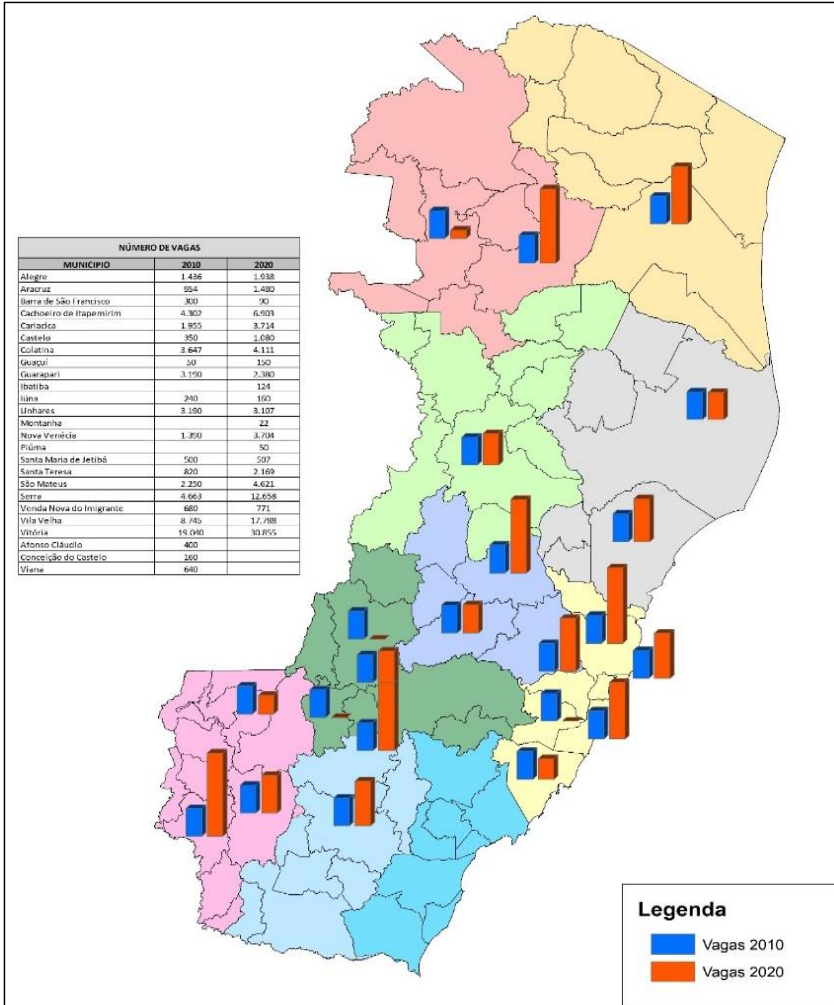 NÚMERO DE VAGAS
MUNICIPIO 2010 2020
Alegre 1.436 1.938
Aracruz 954 1.480
Barra de São Francisco 300 90
Cachoeiro de Itapemirim 4.302 6.903
Cariacica 1.955 3.714
Castelo 350 1.080
Colatina 3.647 4.111
Guaçuí 50 150
Guarapari 3.190 2.380
Ibatiba 124
Iúna 240 160
Linhares 3.190 3.107
Montanha 22
Nova Venécia 1.390 3.704
Piúma 50
Santa Maria de Jetibá 500 507
Santa Teresa 820 2.169
São Mateus 2.250 4.621
Serra 4.663 12.658
Venda Nova do Imigrante 680 771
Vila Velha 8.745 17.788
Vitória 19.040 30.855
Afonso Cláudio 400
Conceição do Castelo 160
Viana 640
Legenda
Vagas 2010
Vagas 2020